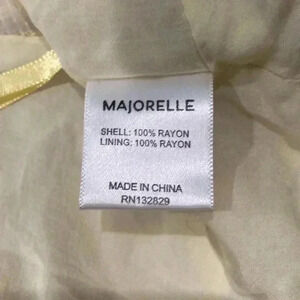 MAJORELLE
SHELL: 100% RAYON
LINING: 100% RAYON
MADE IN CHINA
RN132829